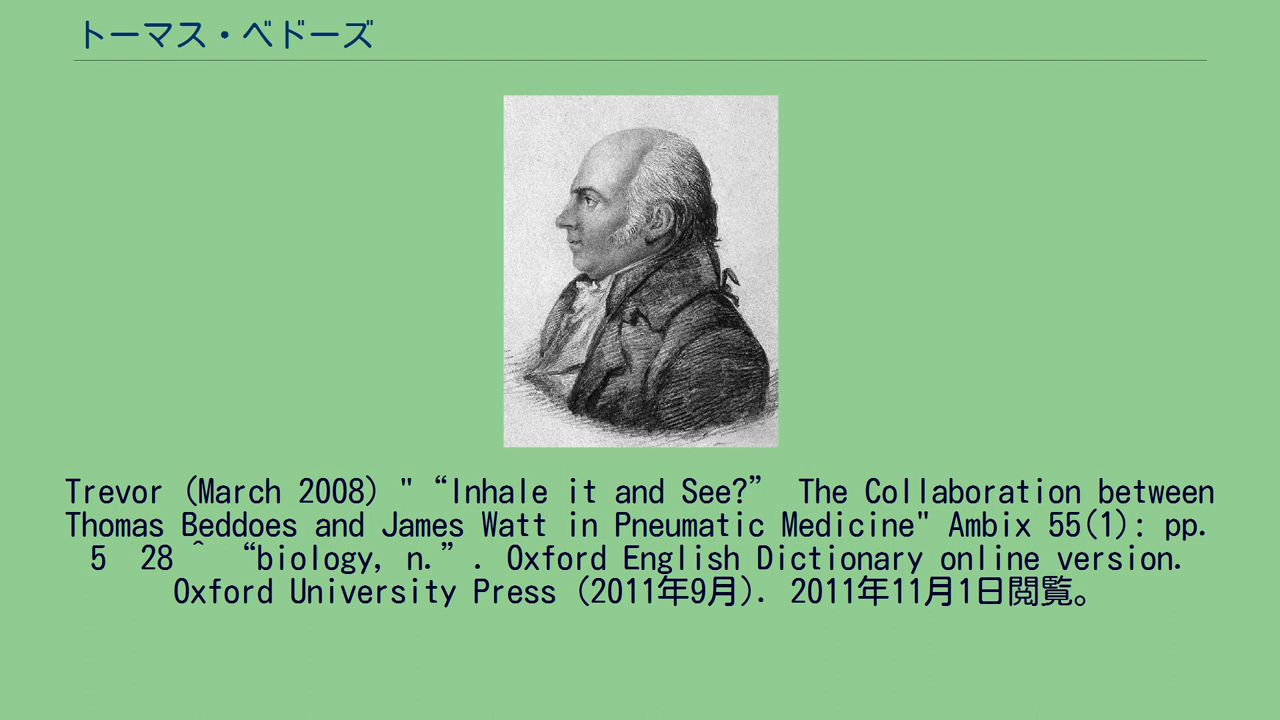 トーマス・ベドーズ
Trevor (March 2008) "“Inhale it and See?” The Collaboration between
Thomas Beddoes and James Watt in Pneumatic Medicine" Ambix 55(1): pp.
5 28 ^ “biology, n.”. Oxford English Dictionary online version.
Oxford University Press (2011年9月). 2011年11月1日閲覧。